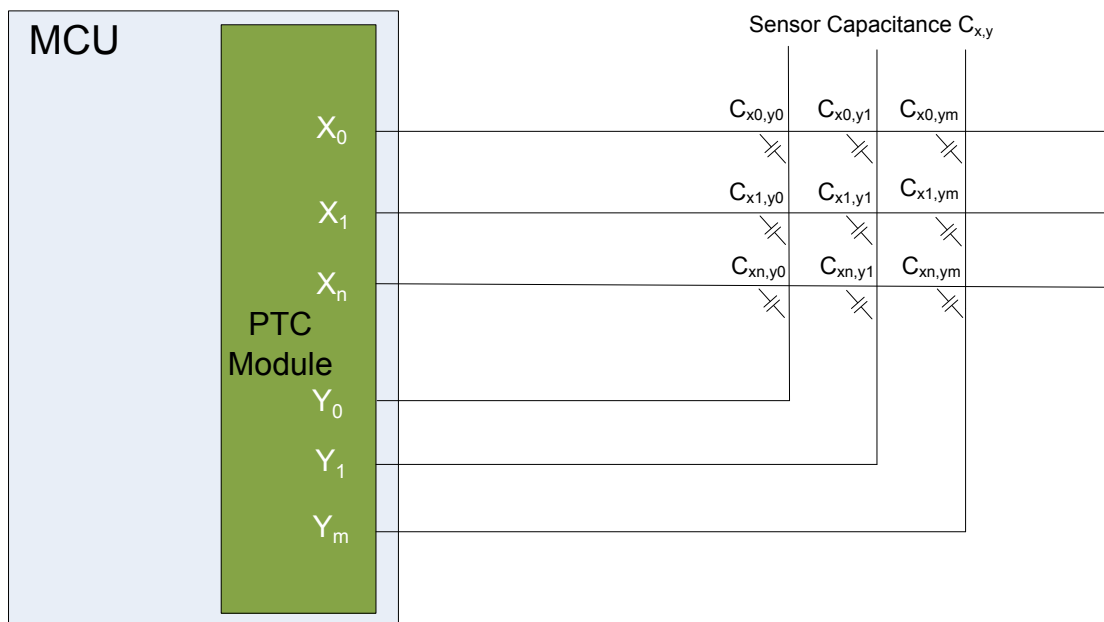 MCU
Sensor Capacitance Cx,y
X0
Cx0,y0 Cx0,y1 Cx0,ym
X1
Cx1,y0 Cx1,y1 Cx1,ym
Xn
Cxn,y0 Cxn,y1 Cxn,ym
PTC
Module
Y0
Y1
Ym